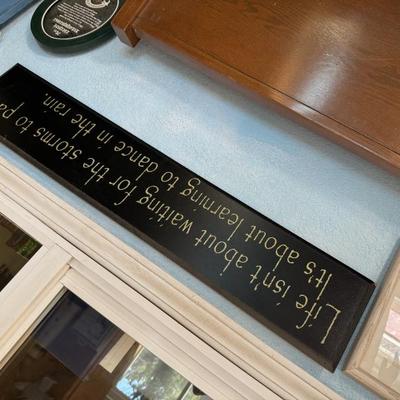 Life isn't about waiting for the storms to pa
It's about learning to dance in the rain.